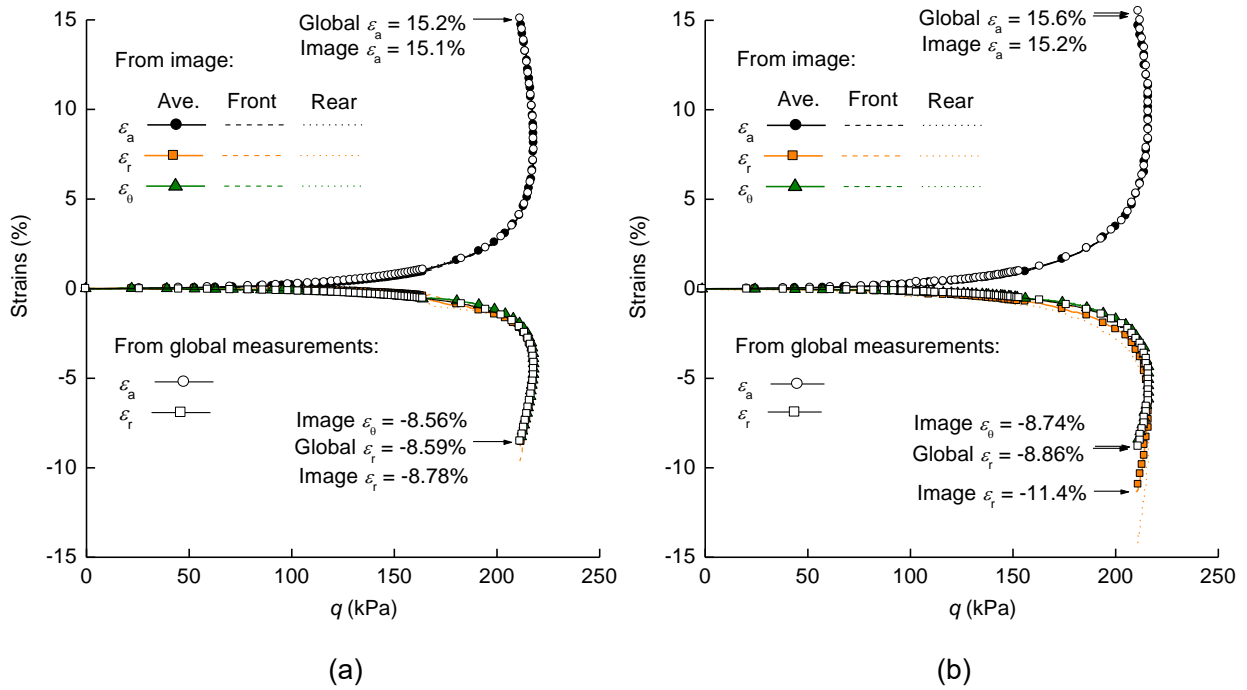 15
10
5
0
-5
-10
-15
Strains (%)
Global εa = 15.2%
Image εa = 15.1%
From image:
Ave. Front Rear
εa
εr
εθ
From global measurements:
εa
εr
Image εθ = -8.56%
Global εr = -8.59%
Image εr = -8.78%
0 50 100 150 200 250
q (kPa)
(a)
15
10
5
0
-5
-10
-15
Strains (%)
Global εa = 15.6%
Image εa = 15.2%
From image:
Ave. Front Rear
εa
εr
εθ
From global measurements:
εa
εr
Image εθ = -8.74%
Global εr = -8.86%
Image εr = -11.4%
0 50 100 150 200 250
q (kPa)
(b)